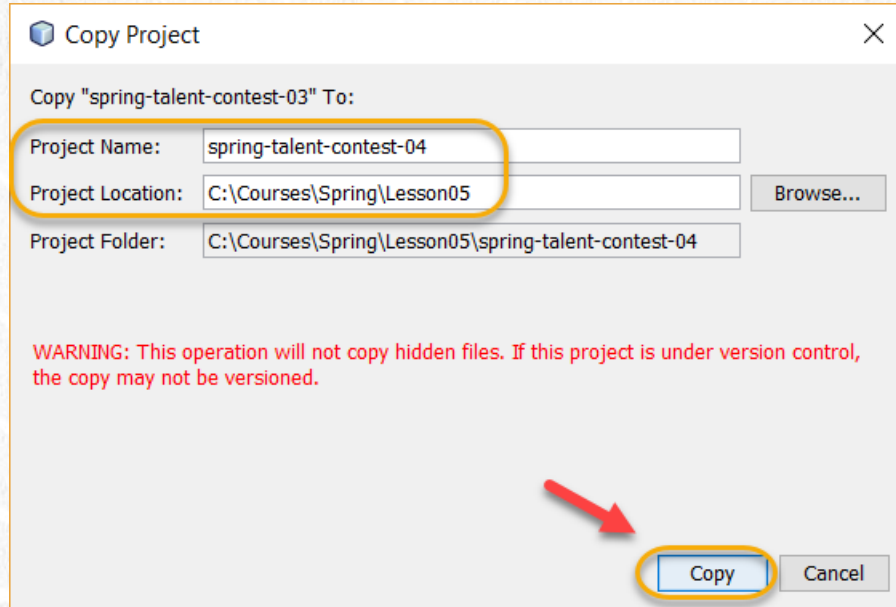 Copy Project
Copy "spring-talent-contest-03" To:
Project Name: spring-talent-contest-04
Project Location: C:\Courses\Spring\Lesson05 Browse...
Project Folder: C:\Courses\Spring\Lesson05\spring-talent-contest-04
WARNING: This operation will not copy hidden files. If this project is under version control,
the copy may not be versioned.
Copy Cancel